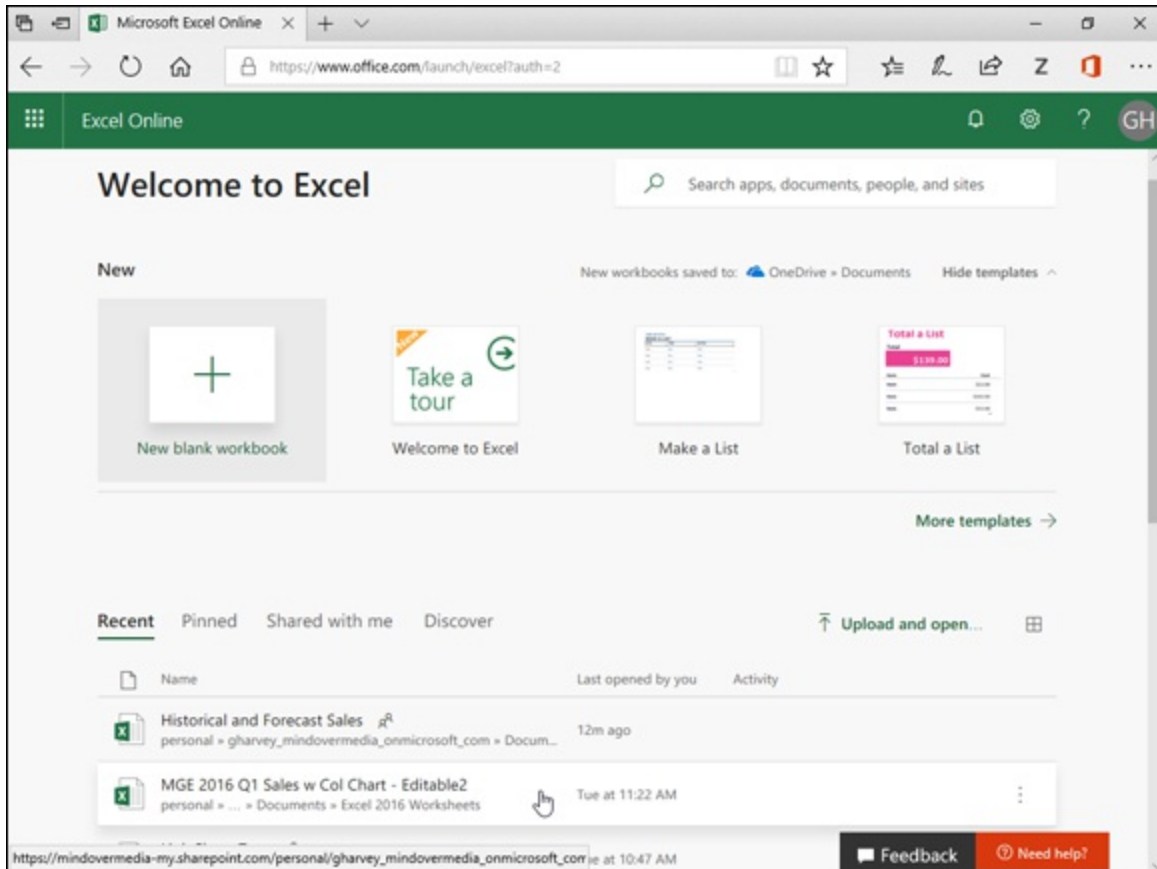 Microsoft Excel Online
https://www.office.com/launch/excel?auth=2
Z
Excel Online
?
GH
Welcome to Excel
Search apps, documents, people, and sites
New
New workbooks saved to: OneDrive » Documents Hide templates
New
Take a
tour
Total a List
$139.00
New blank workbook
Welcome to Excel
Make a List
Total a List
More templates →
Recent Pinned Shared with me Discover
Upload and open...
Name Last opened by you Activity
Historical and Forecast Sales
personal » gharvey_mindovermedia_onmicrosoft_com » Docum...
12m ago
MGE 2016 Q1 Sales w Col Chart - Editable2
personal » ... » Documents » Excel 2016 Worksheets
Tue at 11:22 AM
https://mindovermedia-my.sharepoint.com/personal/gharvey_mindovermedia_onmicrosoft_com
at 10:47 AM
Feedback
Need help?